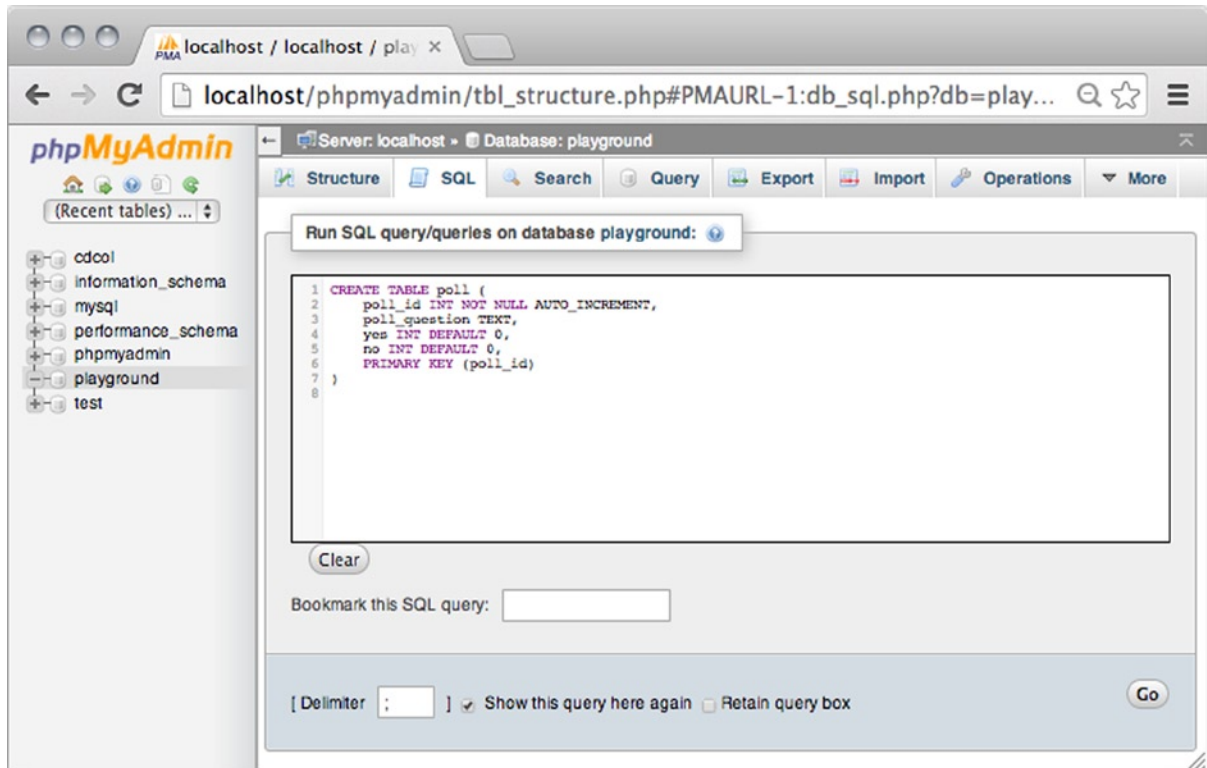 PMA localhost / localhost / play ×
localhost/phpmyadmin/tbl_structure.php#PMAURL-1:db_sql.php?db=play...
phpMyAdmin
(Recent tables) ...
cdcol
information_schema
mysql
performance_schema
phpmyadmin
playground
test
Server: localhost » Database: playground
Structure SQL Search Query Export Import Operations More
Run SQL query/queries on database playground:
1 CREATE TABLE poll (
2 poll_id INT NOT NULL AUTO_INCREMENT,
3 poll_question TEXT,
4 yes INT DEFAULT 0,
5 no INT DEFAULT 0,
6 PRIMARY KEY (poll_id)
7 )
8
Clear
Bookmark this SQL query:
[ Delimiter ; ] Show this query here again Retain query box
Go